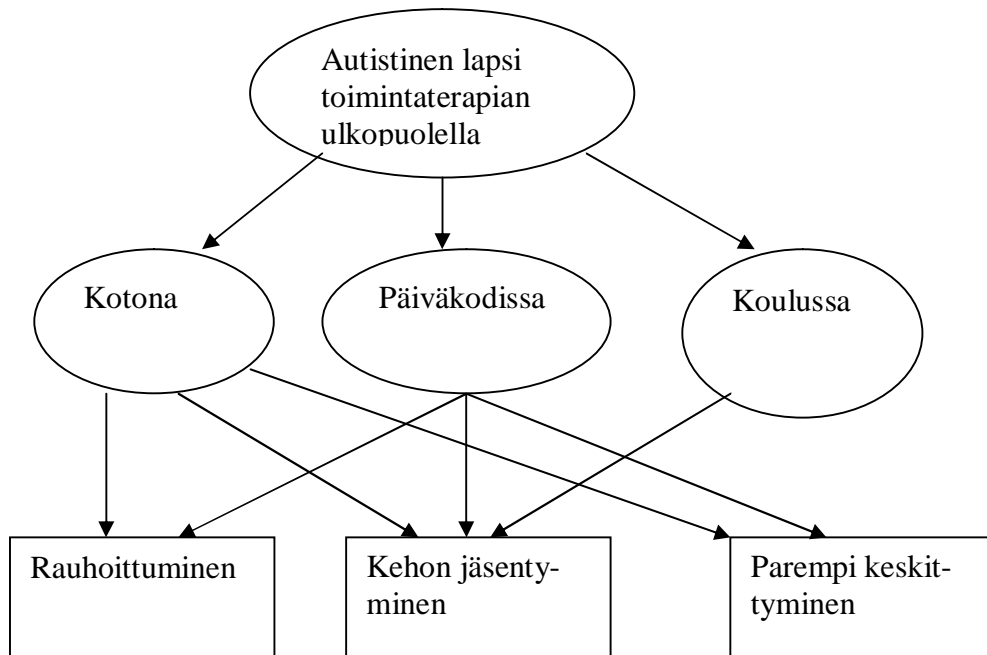 Autistinen lapsi
toimintaterapian
ulkopuolella
Kotona
Päiväkodissa
Koulussa
Rauhoittuminen
Kehon jäsenty-
minen
Parempi keskit-
tyminen